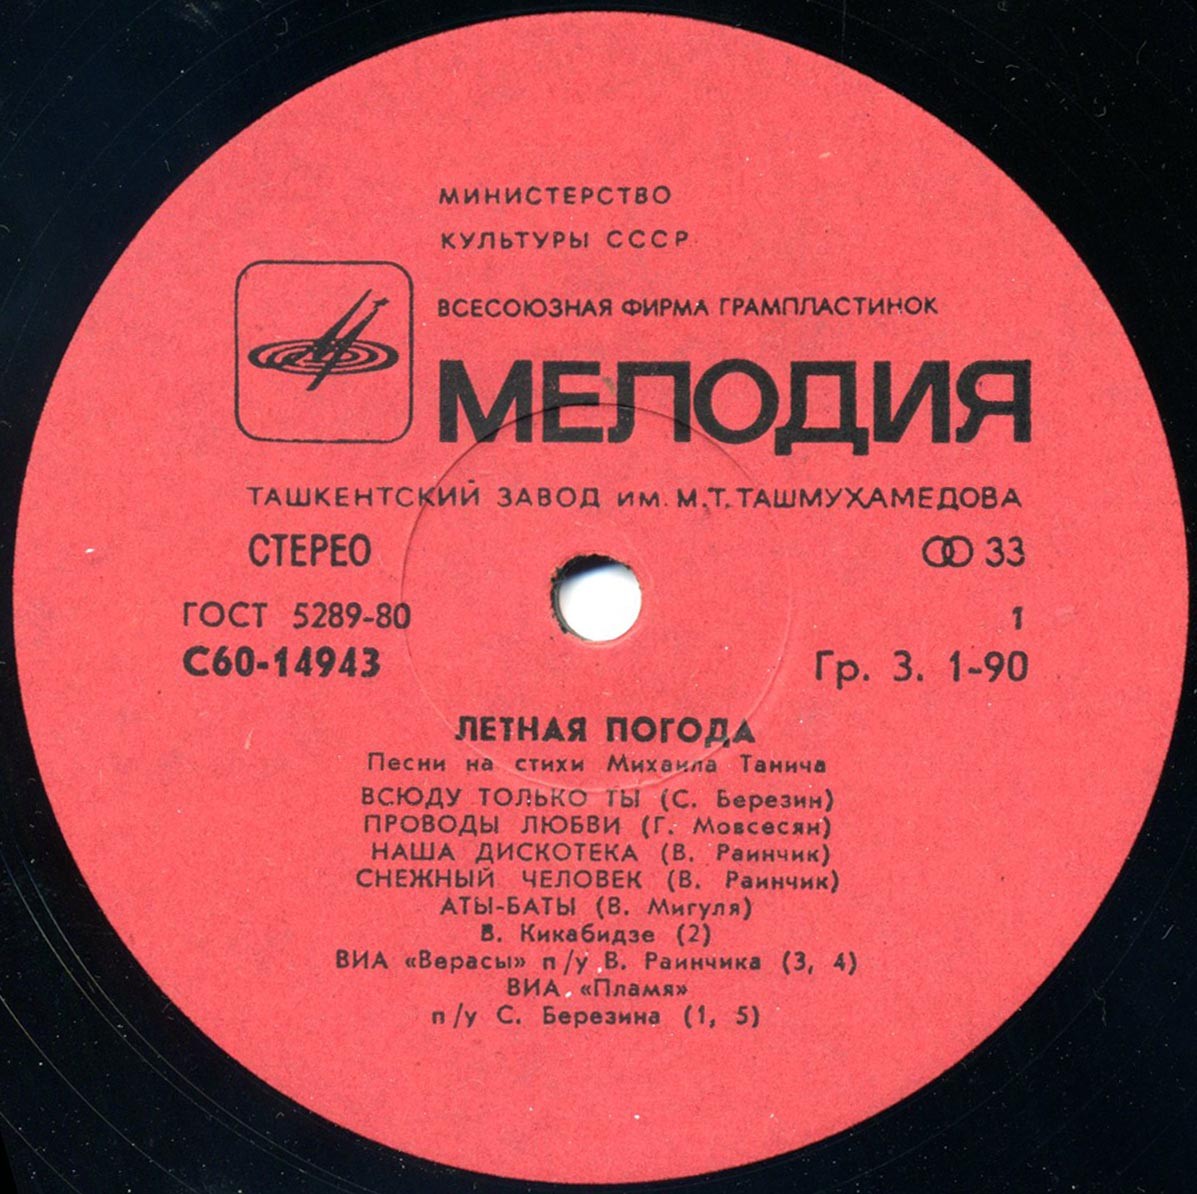 МИНИСТЕРСТВО
КУЛЬТУРЫ СССР
ВСЕСОЮЗНАЯ ФИРМА ГРАМПЛАСТИНОК
МЕЛОДИЯ
ТАШКЕНТСКИЙ ЗАВОД им. М.Т. ТАШМУХАМЕДОВА
СТЕРЕО 33
ГОСТ 5289-80 1
С60-14943 Гр. 3. 1-90
ЛЕТНАЯ ПОГОДА
Песни на стихи Михаила Танича
ВСЮДУ ТОЛЬКО ТЫ (С. Березин)
ПРОВОДЫ ЛЮБВИ (Г. Мовсесян)
НАША ДИСКОТЕКА (В. Раинчик)
СНЕЖНЫЙ ЧЕЛОВЕК (В. Раинчик)
АТЫ-БАТЫ (В. Мигуля)
В. Кикабидзе (2)
ВИА «Верасы» п/у В. Раинчика (3, 4)
ВИА «Пламя»
п/у С. Березина (1, 5)